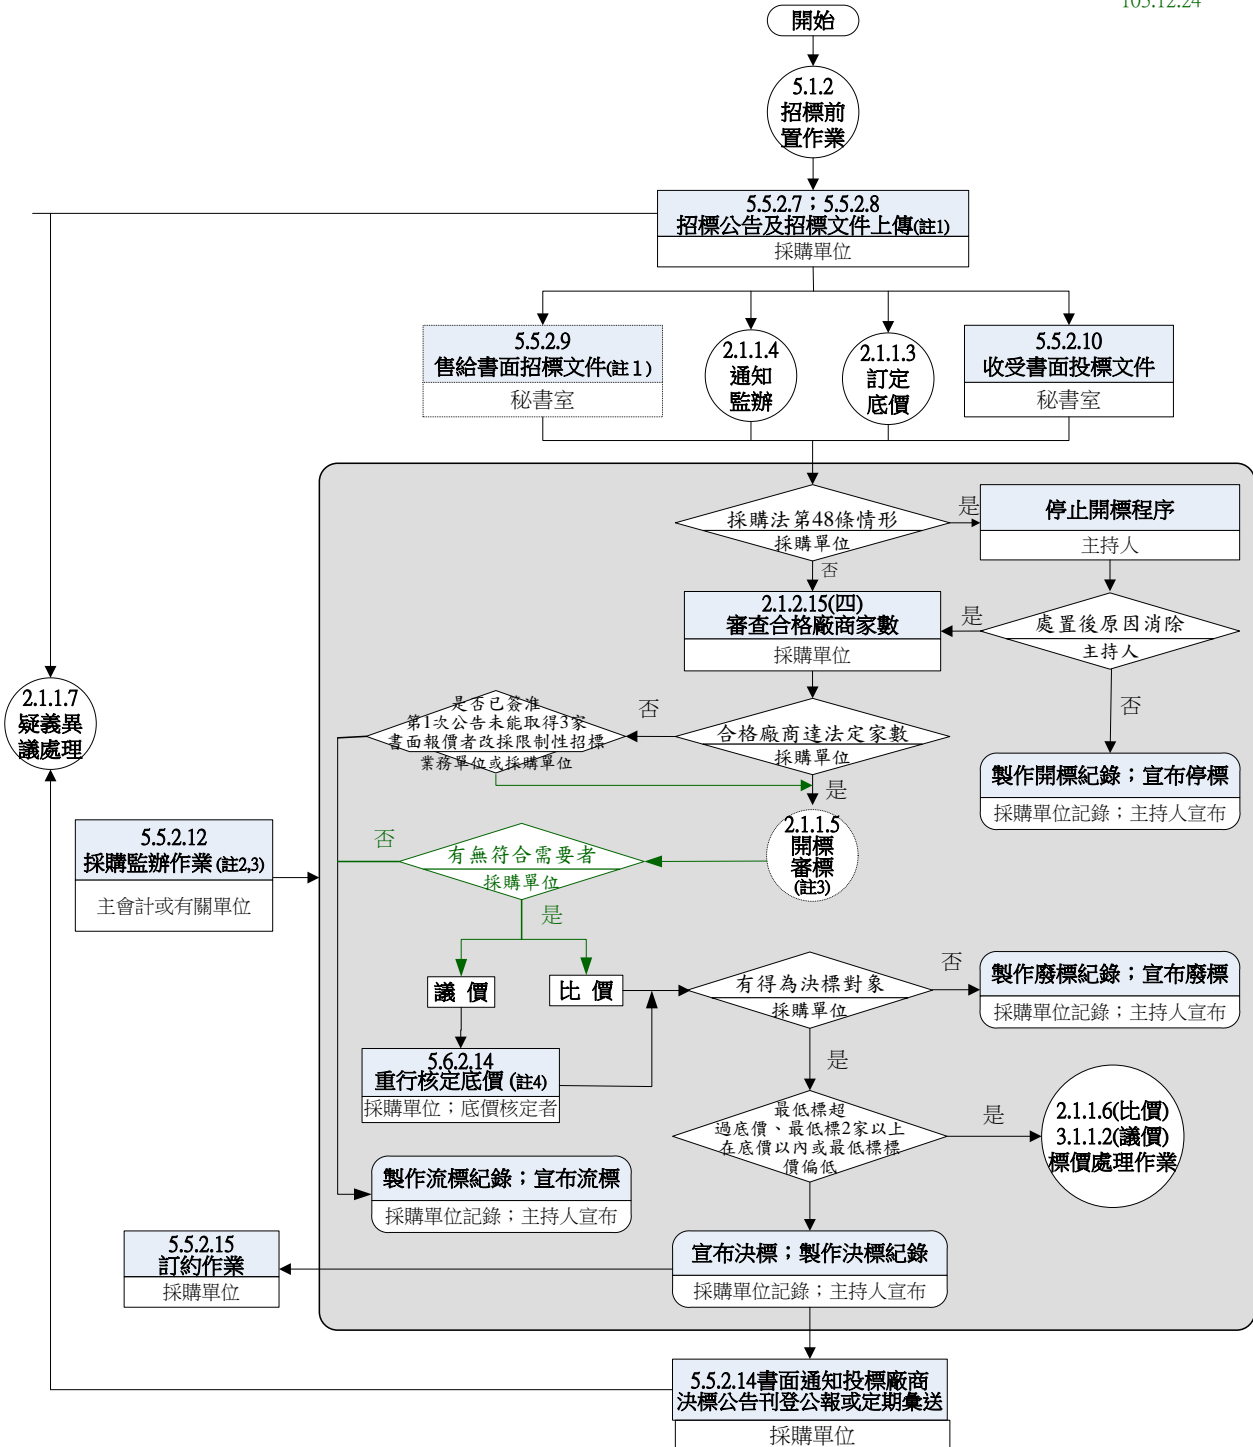 105.12.24
開始
5.1.2
招標前
置作業
5.5.2.7；5.5.2.8
招標公告及招標文件上傳(註1)
採購單位
5.5.2.9
售給書面招標文件(註１)
秘書室
2.1.1.4
通知
監辦
2.1.1.3
訂定
底價
5.5.2.10
收受書面投標文件
秘書室
採購法第48條情形
採購單位
是
停止開標程序
主持人
否
2.1.2.15(四)
審查合格廠商家數
採購單位
是
處置後原因消除
主持人
否
2.1.1.7
疑義異
議處理
是否已簽准
第1次公告未能取得3家
書面報價者改採限制性招標
業務單位或採購單位
否
合格廠商達法定家數
採購單位
是
製作開標紀錄；宣布停標
採購單位記錄；主持人宣布
5.5.2.12
採購監辦作業(註2,3)
主會計或有關單位
否
有無符合需要者
採購單位
是
2.1.1.5
開標
審標
(註3)
議 價
比 價
有得為決標對象
採購單位
否
製作廢標紀錄；宣布廢標
採購單位記錄；主持人宣布
是
5.6.2.14
重行核定底價(註4)
採購單位；底價核定者
最低標超
過底價、最低標2家以上
在底價以內或最低標標
價偏低
是
2.1.1.6(比價)
3.1.1.2(議價)
標價處理作業
製作流標紀錄；宣布流標
採購單位記錄；主持人宣布
5.5.2.15
訂約作業
採購單位
宣布決標；製作決標紀錄
採購單位記錄；主持人宣布
5.5.2.14書面通知投標廠商
決標公告刊登公報或定期彙送
採購單位